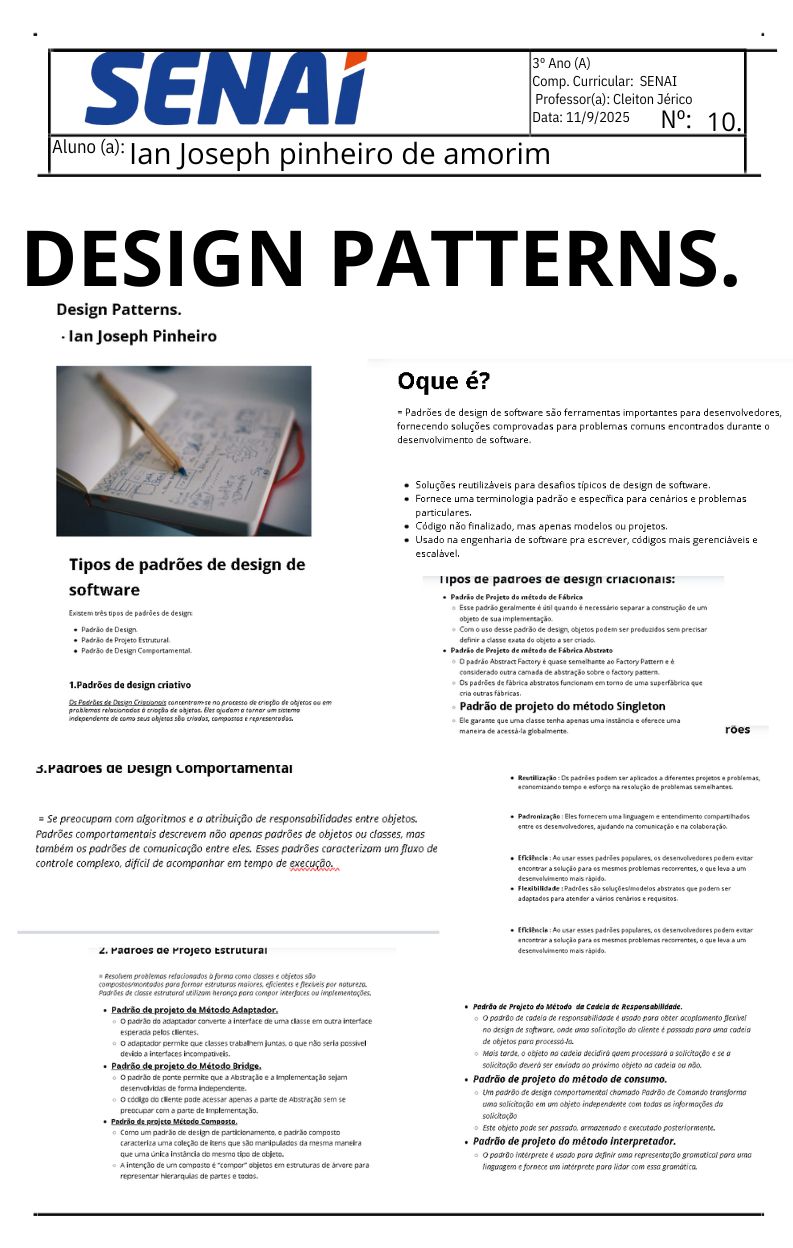 SENAI
3º Ano (A)
Comp. Curricular: SENAI
Professor(a): Cleiton Jérico
Data: 11/9/2025
Nº: 10.
Aluno (a): Ian Joseph pinheiro de amorim
DESIGN PATTERNS.
Design Patterns.
· Ian Joseph Pinheiro
Oque é?
= Padrões de design de software são ferramentas importantes para desenvolvedores,
fornecendo soluções comprovadas para problemas comuns encontrados durante o
desenvolvimento de software.
• Soluções reutilizáveis para desafios típicos de design de software.
• Fornece uma terminologia padrão e específica para cenários e problemas
particulares.
• Código não finalizado, mas apenas modelos ou projetos.
• Usado na engenharia de software pra escrever, códigos mais gerenciáveis e
escalável.
Tipos de padrões de design de
software
Existem três tipos de padrões de design:
• Padrão de Design.
• Padrão de Projeto Estrutural.
• Padrão de Design Comportamental.
1.Padrões de design criativo
Os Padrões de Design Criacionais concentram-se no processo de criação de objetos ou em
problemas relacionados à criação de objetos. Eles ajudam a tornar um sistema
independente de como seus objetos são criados, compostos e representados.
Tipos de padrões de design criacionais:
• Padrão de Projeto do método de Fábrica
○ Esse padrão geralmente é útil quando é necessário separar a construção de um
objeto de sua implementação.
○ Com o uso desse padrão de design, objetos podem ser produzidos sem precisar
definir a classe exata do objeto a ser criado.
• Padrão de Projeto de método de Fábrica Abstrato
○ O padrão Abstract Factory é quase semelhante ao Factory Pattern e é
considerado outra camada de abstração sobre o factory pattern.
○ Os padrões de fábrica abstratos funcionam em torno de uma superfábrica que
cria outras fábricas.
○ Padrão de projeto do método Singleton
○ Ele garante que uma classe tenha apenas uma instância e oferece uma
maneira de acessá-la globalmente.
rões
3.Padrões de Design Comportamental
= Se preocupam com algoritmos e a atribuição de responsabilidades entre objetos.
Padrões comportamentais descrevem não apenas padrões de objetos ou classes, mas
também os padrões de comunicação entre eles. Esses padrões caracterizam um fluxo de
controle complexo, difícil de acompanhar em tempo de execução.
• Reutilização : Os padrões podem ser aplicados a diferentes projetos e problemas,
economizando tempo e esforço na resolução de problemas semelhantes.
• Padronização : Eles fornecem uma linguagem e entendimento compartilhados
entre os desenvolvedores, ajudando na comunicação e na colaboração.
• Eficiência : Ao usar esses padrões populares, os desenvolvedores podem evitar
encontrar a solução para os mesmos problemas recorrentes, o que leva a um
desenvolvimento mais rápido.
• Flexibilidade : Padrões são soluções/modelos abstratos que podem ser
adaptados para atender a vários cenários e requisitos.
• Eficiência : Ao usar esses padrões populares, os desenvolvedores podem evitar
encontrar a solução para os mesmos problemas recorrentes, o que leva a um
desenvolvimento mais rápido.
2. Padrões de Projeto Estrutural
= Resolvem problemas relacionados à forma como classes e objetos são
compostos/montados para formar estruturas maiores, eficientes e flexíveis por natureza.
Padrões de classe estrutural utilizam herança para compor interfaces ou implementações.
• Padrão de projeto de Método Adaptador.
○ O padrão do adaptador converte a interface de uma classe em outra interface
esperada pelos clientes.
○ O adaptador permite que classes trabalhem juntas, o que não seria possível
devido a interfaces incompatíveis.
• Padrão de projeto do Método Bridge.
○ O padrão de ponte permite que a Abstração e a Implementação sejam
desenvolvidas de forma independente.
○ O código do cliente pode acessar apenas a parte de Abstração sem se
preocupar com a parte de Implementação.
• Padrão de projeto Método Composto.
○ Como um padrão de design de particionamento, o padrão composto
caracteriza uma coleção de itens que são manipulados da mesma maneira
que uma única instância do mesmo tipo de objeto.
○ A intenção de um composto é “compor” objetos em estruturas de árvore para
representar hierarquias de partes e todos.
• Padrão de Projeto do Método da Cadeia de Responsabilidade.
○ O padrão de cadeia de responsabilidade é usado para obter acoplamento flexível
no design de software, onde uma solicitação do cliente é passada para uma cadeia
de objetos para processá-la.
○ Mais tarde, o objeto na cadeia decidirá quem processará a solicitação e se a
solicitação deverá ser enviada ao próximo objeto na cadeia ou não.
• Padrão de projeto do método de consumo.
○ Um padrão de design comportamental chamado Padrão de Comando transforma
uma solicitação em um objeto independente com todas as informações da
solicitação
○ Este objeto pode ser passado, armazenado e executado posteriormente.
• Padrão de projeto do método interpretador.
○ O padrão intérprete é usado para definir uma representação gramatical para uma
linguagem e fornece um intérprete para lidar com essa gramática.